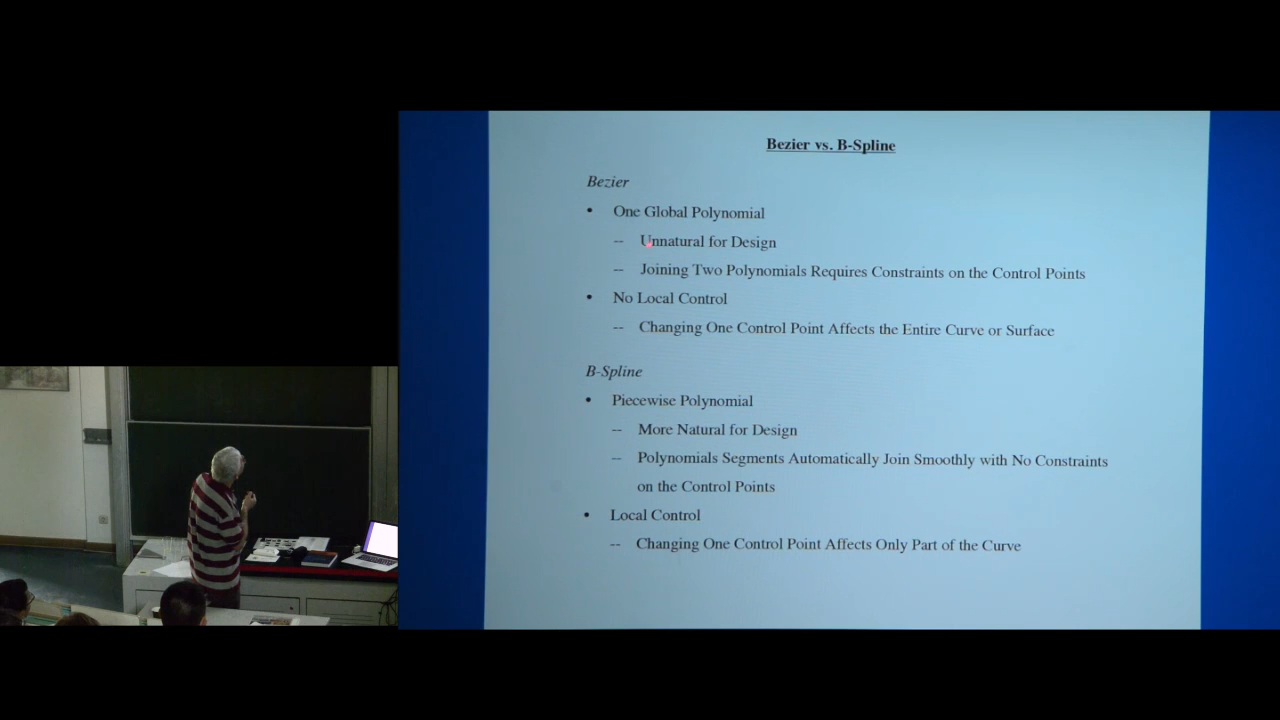 Bezier vs. B-Spline
Bezier
• One Global Polynomial
-- Unnatural for Design
-- Joining Two Polynomials Requires Constraints on the Control Points
• No Local Control
-- Changing One Control Point Affects the Entire Curve or Surface
B-Spline
• Piecewise Polynomial
-- More Natural for Design
-- Polynomials Segments Automatically Join Smoothly with No Constraints
on the Control Points
• Local Control
-- Changing One Control Point Affects Only Part of the Curve